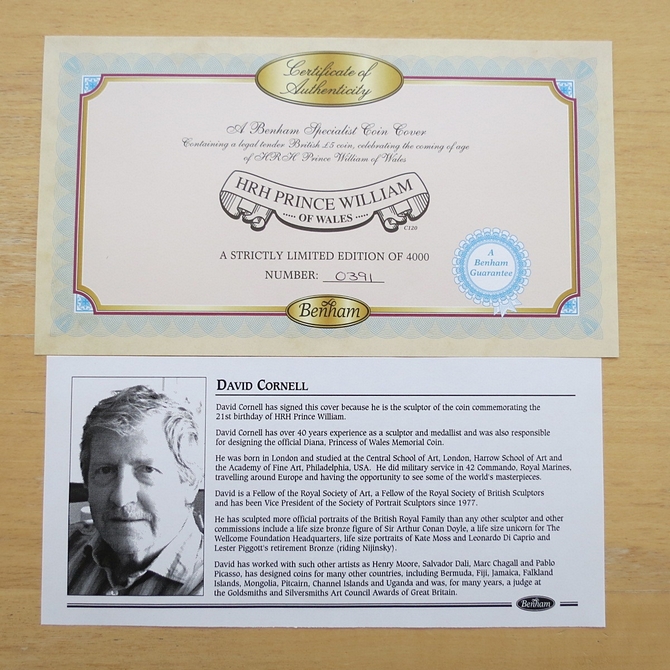 Certificate of
Authenticity
A Benham Specialist Coin Cover
Containing a legal tender British £5 coin, celebrating the coming of age
of HRH Prince William of Wales
HRH PRINCE WILLIAM
OF WALES
C120
A STRICTLY LIMITED EDITION OF 4000
NUMBER: 0391
A
Benham
Guarantee
Benham
DAVID CORNELL
David Cornell has signed this cover because he is the sculptor of the coin commemorating the
21st birthday of HRH Prince William.
David Cornell has over 40 years experience as a sculptor and medallist and was also responsible
for designing the official Diana, Princess of Wales Memorial Coin.
He was born in London and studied at the Central School of Art, London, Harrow School of Art and
the Academy of Fine Art, Philadelphia, USA. He did military service in 42 Commando, Royal Marines,
travelling around Europe and having the opportunity to see some of the world's masterpieces.
David is a Fellow of the Royal Society of Art, a Fellow of the Royal Society of British Sculptors
and has been Vice President of the Society of Portrait Sculptors since 1977.
He has sculpted more official portraits of the British Royal Family than any other sculptor and other
commissions include a life size bronze figure of Sir Arthur Conan Doyle, a life size unicorn for The
Wellcome Foundation Headquarters, life size portraits of Kate Moss and Leonardo Di Caprio and
Lester Piggott's retirement Bronze (riding Nijinsky).
David has worked with such other artists as Henry Moore, Salvador Dali, Marc Chagall and Pablo
Picasso, has designed coins for many other countries, including Bermuda, Fiji, Jamaica, Falkland
Islands, Mongolia, Pitcairn, Channel Islands and Uganda and was, for many years, a judge at
the Goldsmiths and Silversmiths Art Council Awards of Great Britain.
Benham